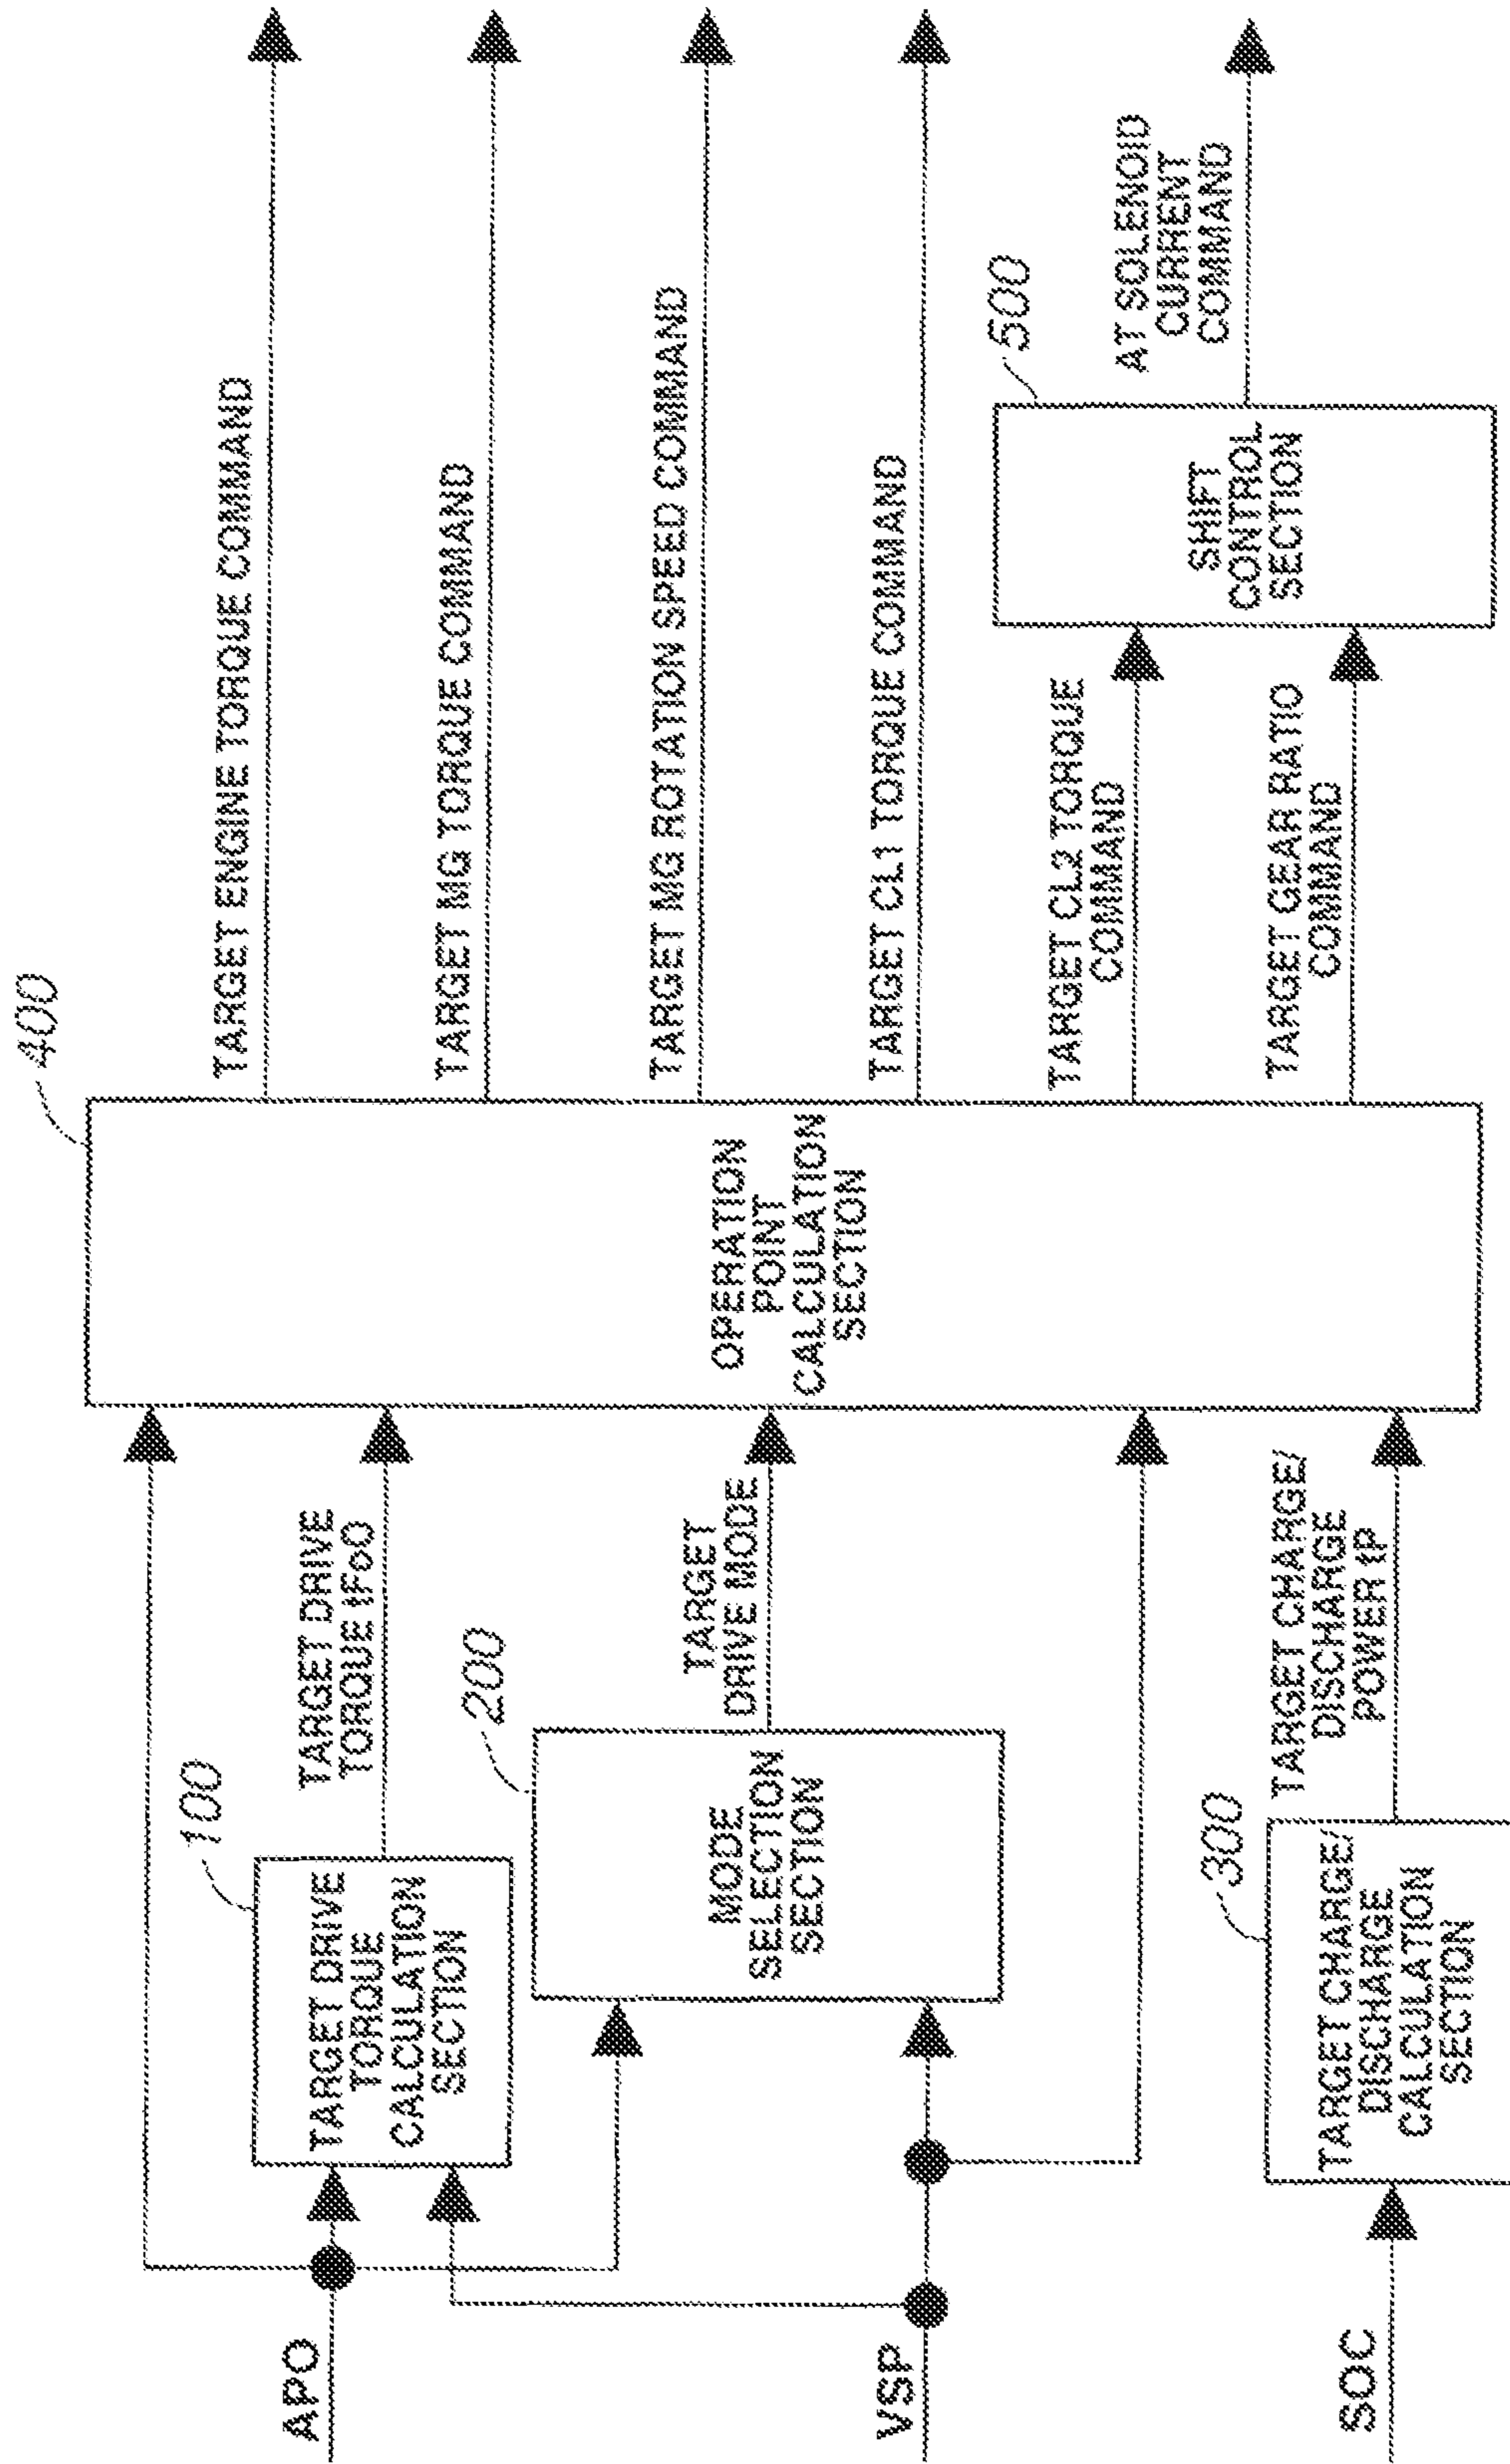 APO
VSP
SOC
100
TARGET DRIVE
TORQUE
CALCULATION
SECTION
200
MODE
SELECTION
SECTION
300
TARGET CHARGE/
DISCHARGE
CALCULATION
SECTION
TARGET DRIVE
TORQUE tFoO
TARGET
DRIVE MODE
TARGET CHARGE/
DISCHARGE
POWER tP
400
OPERATION
POINT
CALCULATION
SECTION
TARGET ENGINE TORQUE COMMAND
TARGET MG TORQUE COMMAND
TARGET MG ROTATION SPEED COMMAND
TARGET CL1 TORQUE COMMAND
TARGET CL2 TORQUE
COMMAND
TARGET GEAR RATIO
COMMAND
500
SHIFT
CONTROL
SECTION
AT SOLENOID
CURRENT
COMMAND